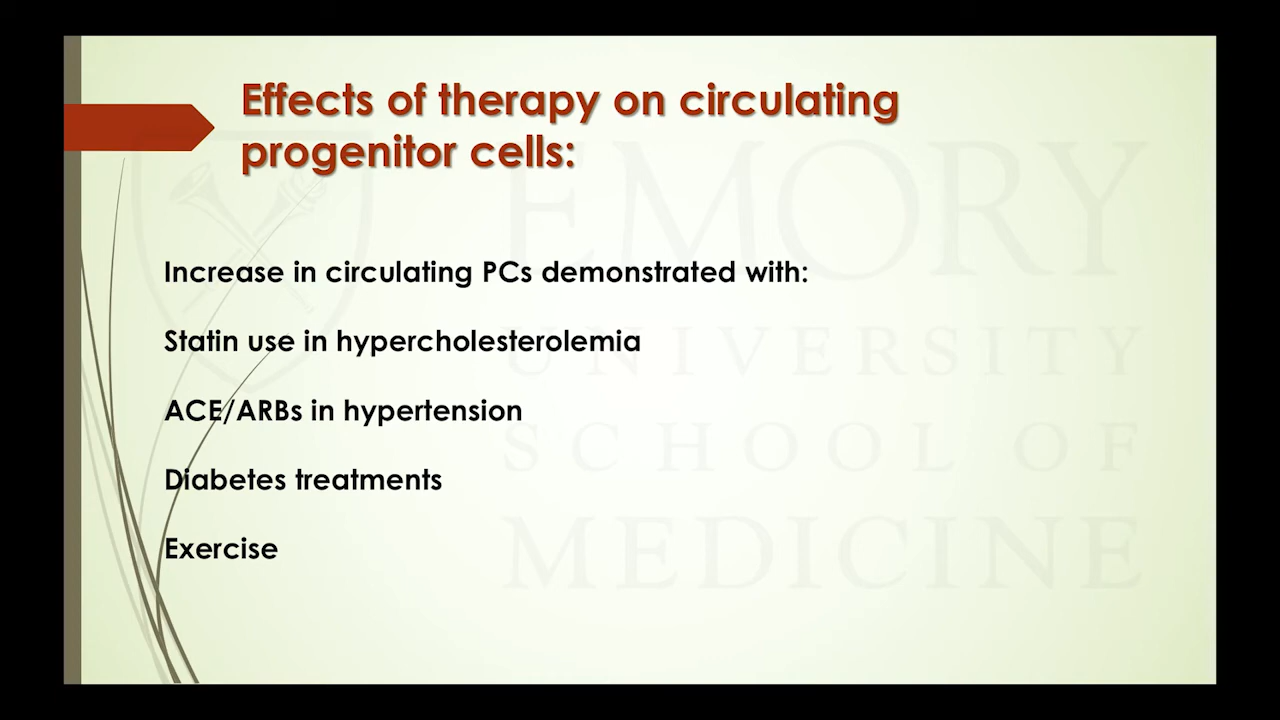 Effects of therapy on circulating
progenitor cells:
Increase in circulating PCs demonstrated with:
Statin use in hypercholesterolemia
ACE/ARBs in hypertension
Diabetes treatments
Exercise
EMORY
UNIVERSITY
SCHOOL OF
MEDICINE